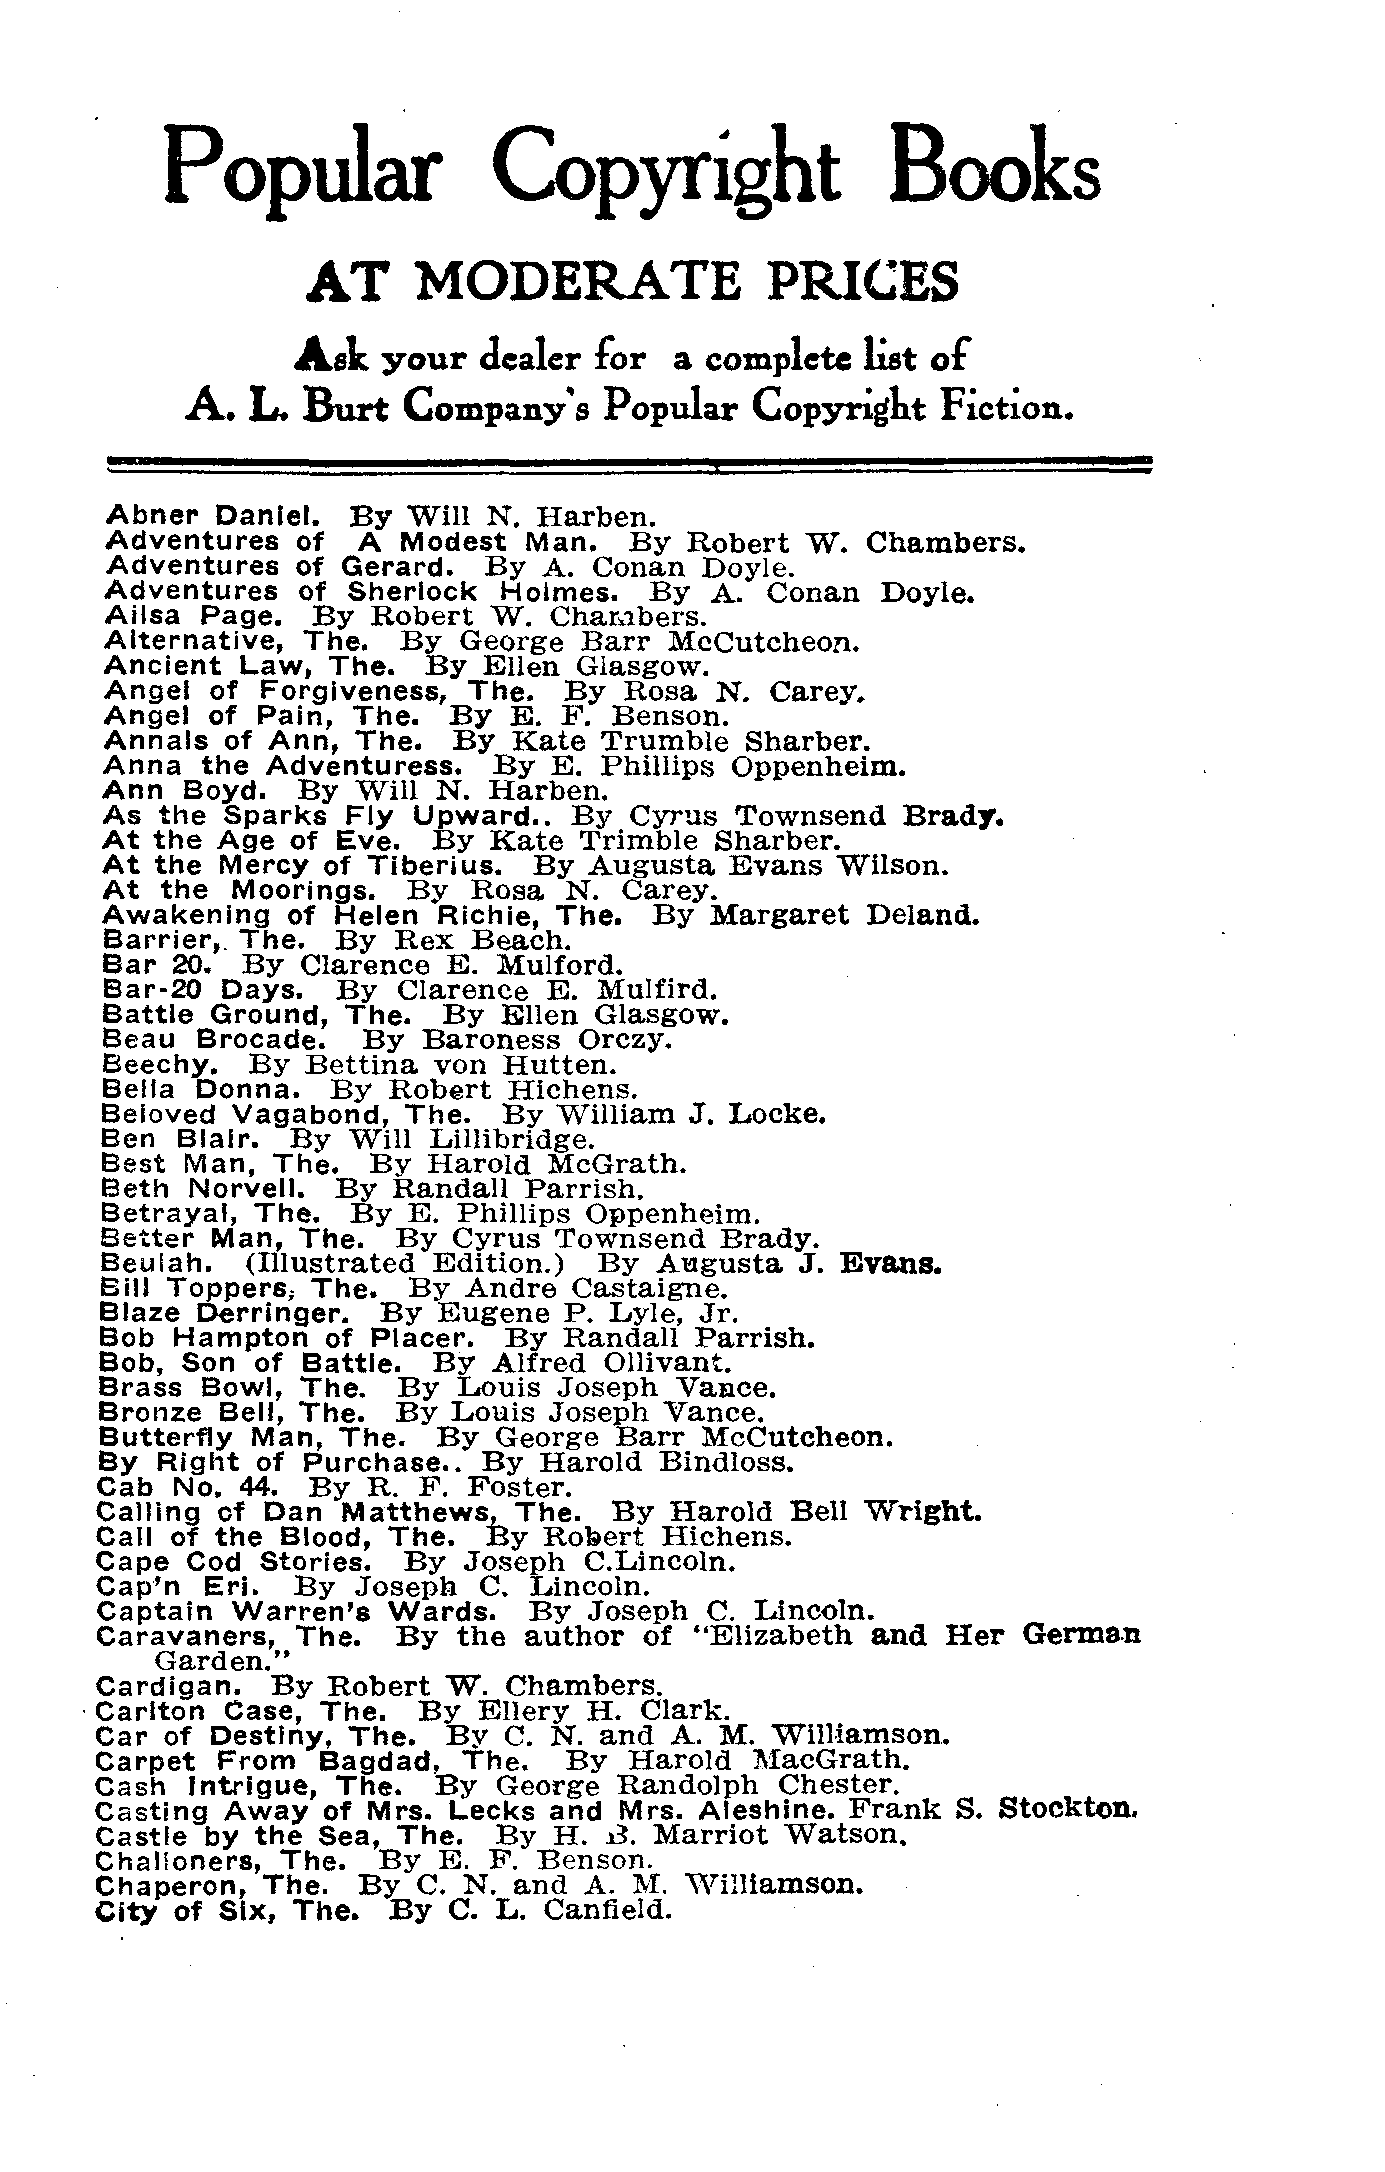 Popular Copyright Books
AT MODERATE PRICES
Ask your dealer for a complete list of
A. L. Burt Company's Popular Copyright Fiction.
Abner Daniel. By Will N. Harben.
Adventures of A Modest Man. By Robert W. Chambers.
Adventures of Gerard. By A. Conan Doyle.
Adventures of Sherlock Holmes. By A. Conan Doyle.
Ailsa Page. By Robert W. Chambers.
Alternative, The. By George Barr McCutcheon.
Ancient Law, The. By Ellen Glasgow.
Angel of Forgiveness, The. By Rosa N. Carey.
Angel of Pain, The. By E. F. Benson.
Annals of Ann, The. By Kate Trumble Sharber.
Anna the Adventuress. By E. Phillips Oppenheim.
Ann Boyd. By Will N. Harben.
As the Sparks Fly Upward.. By Cyrus Townsend Brady.
At the Age of Eve. By Kate Trimble Sharber.
At the Mercy of Tiberius. By Augusta Evans Wilson.
At the Moorings. By Rosa N. Carey.
Awakening of Helen Richie, The. By Margaret Deland.
Barrier, The. By Rex Beach.
Bar 20. By Clarence E. Mulford.
Bar-20 Days. By Clarence E. Mulfird.
Battle Ground, The. By Ellen Glasgow.
Beau Brocade. By Baroness Orczy.
Beechy. By Bettina von Hutten.
Bella Donna. By Robert Hichens.
Beloved Vagabond, The. By William J. Locke.
Ben Blair. By Will Lillibridge.
Best Man, The. By Harold McGrath.
Beth Norvell. By Randall Parrish.
Betrayal, The. By E. Phillips Oppenheim.
Better Man, The. By Cyrus Townsend Brady.
Beulah. (Illustrated Edition.) By Augusta J. Evans.
Bill Toppers, The. By Andre Castaigne.
Blaze Derringer. By Eugene P. Lyle, Jr.
Bob Hampton of Placer. By Randall Parrish.
Bob, Son of Battle. By Alfred Ollivant.
Brass Bowl, The. By Louis Joseph Vance.
Bronze Bell, The. By Louis Joseph Vance.
Butterfly Man, The. By George Barr McCutcheon.
By Right of Purchase.. By Harold Bindloss.
Cab No. 44. By R. F. Foster.
Calling of Dan Matthews, The. By Harold Bell Wright.
Call of the Blood, The. By Robert Hichens.
Cape Cod Stories. By Joseph C.Lincoln.
Cap'n Eri. By Joseph C. Lincoln.
Captain Warren's Wards. By Joseph C. Lincoln.
Caravaners, The. By the author of "Elizabeth and Her German
Garden."
Cardigan. By Robert W. Chambers.
Carlton Case, The. By Ellery H. Clark.
Car of Destiny, The. By C. N. and A. M. Williamson.
Carpet From Bagdad, The. By Harold MacGrath.
Cash Intrigue, The. By George Randolph Chester.
Casting Away of Mrs. Lecks and Mrs. Aleshine. Frank S. Stockton.
Castle by the Sea, The. By H. B. Marriot Watson.
Challoners, The. By E. F. Benson.
Chaperon, The. By C. N. and A. M. Williamson.
City of Six, The. By C. L. Canfield.